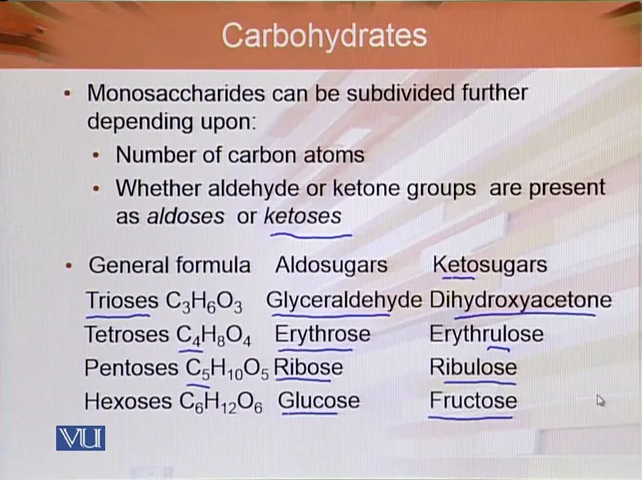 Carbohydrates
• Monosaccharides can be subdivided further
depending upon:
• Number of carbon atoms
• Whether aldehyde or ketone groups are present
as aldoses or ketoses
• General formula Aldosugars Ketosugars
Trioses C₃H₆O₃ Glyceraldehyde Dihydroxyacetone
Tetroses C₄H₈O₄ Erythrose Erythrulose
Pentoses C₅H₁₀O₅ Ribose Ribulose
Hexoses C₆H₁₂O₆ Glucose Fructose
VU